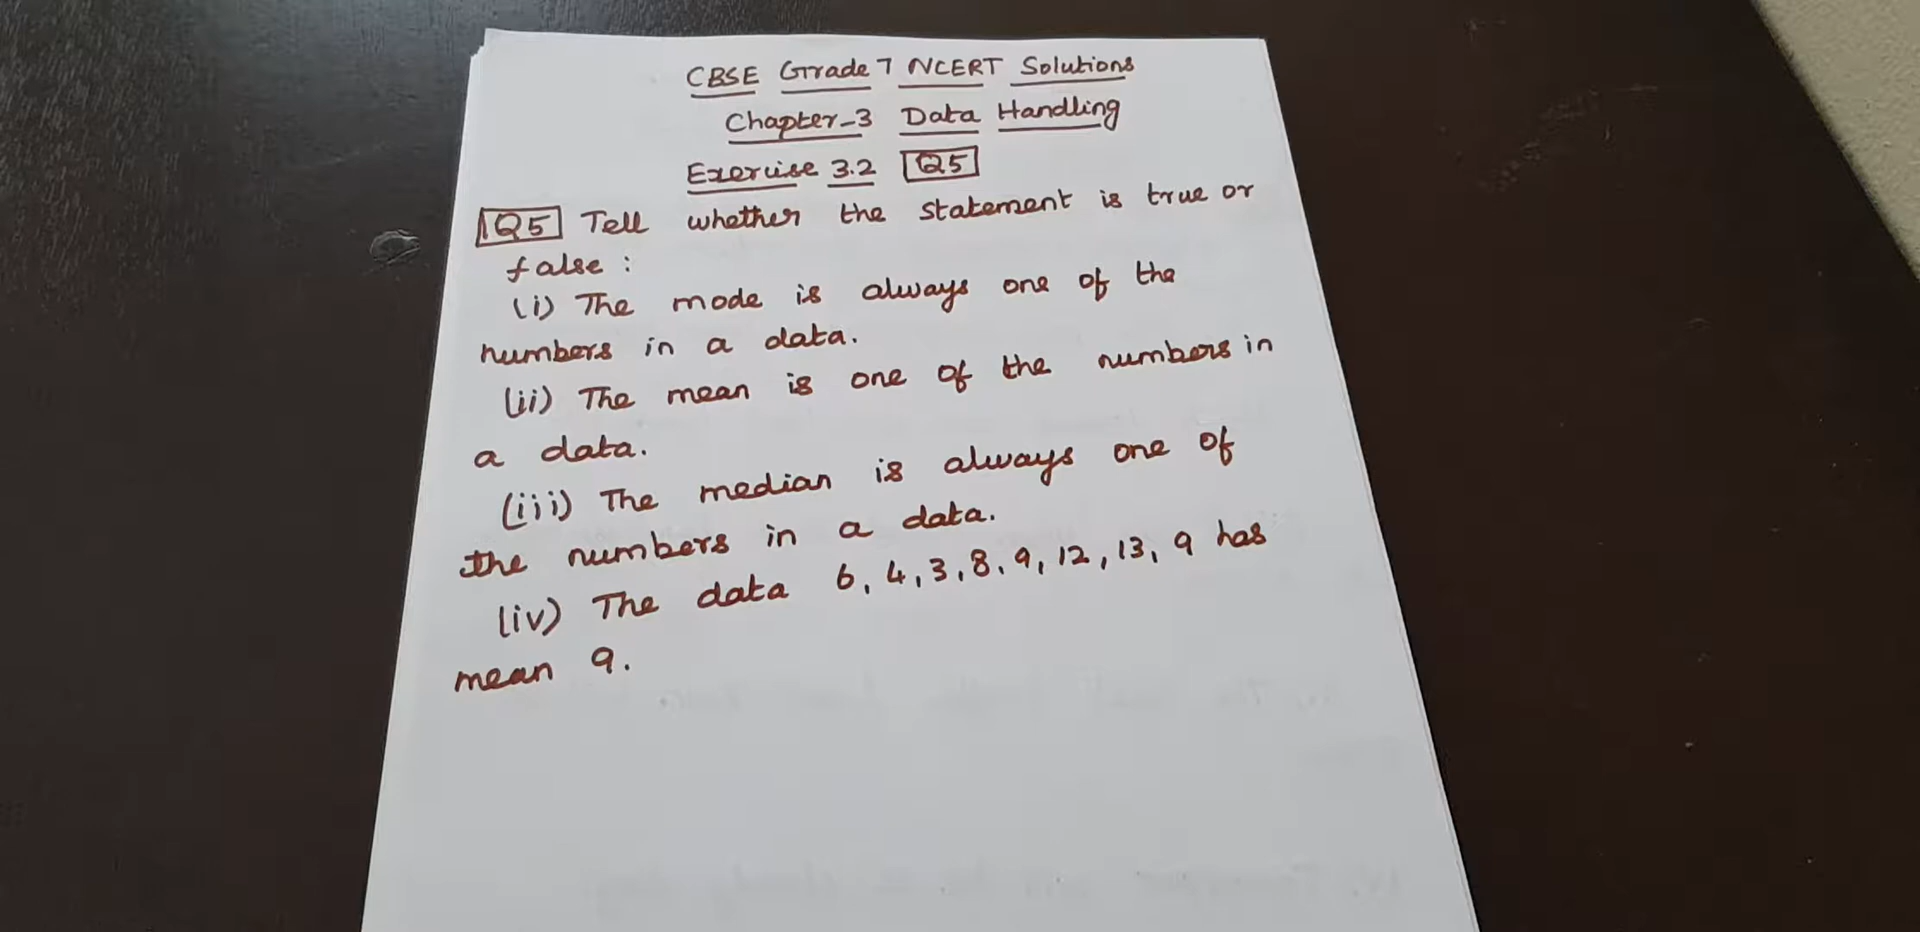 CBSE Grade 7 NCERT Solutions
Chapter-3 Data Handling
Exercise 3.2 Q5
Q5 Tell whether the statement is true or
false :
(i) The mode is always one of the
numbers in a data.
(ii) The mean is one of the numbers in
a data.
(iii) The median is always one of
the numbers in a data.
(iv) The data 6, 4, 3, 8, 9, 12, 13, 9 has
mean 9.